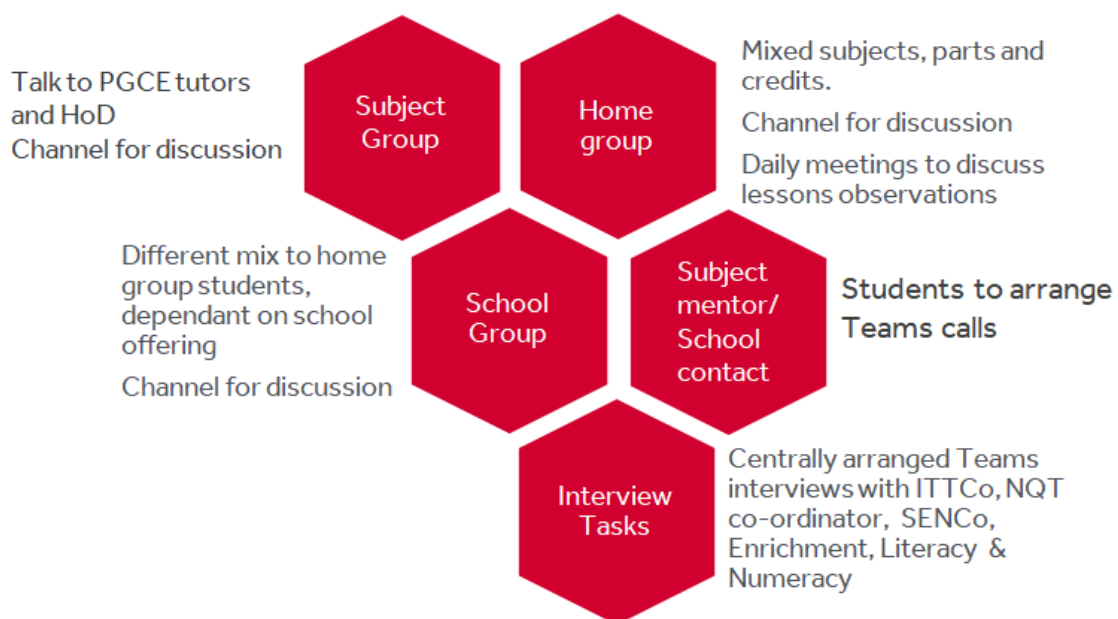 Talk to PGCE tutors
and HoD
Channel for discussion
Subject
Group
Home
group
Mixed subjects, parts and
credits.
Channel for discussion
Daily meetings to discuss
lessons observations
Different mix to home
group students,
dependant on school
offering
Channel for discussion
School
Group
Subject
mentor/
School
contact
Students to arrange
Teams calls
Interview
Tasks
Centrally arranged Teams
interviews with ITTCo, NQT
co-ordinator, SENCo,
Enrichment, Literacy &
Numeracy